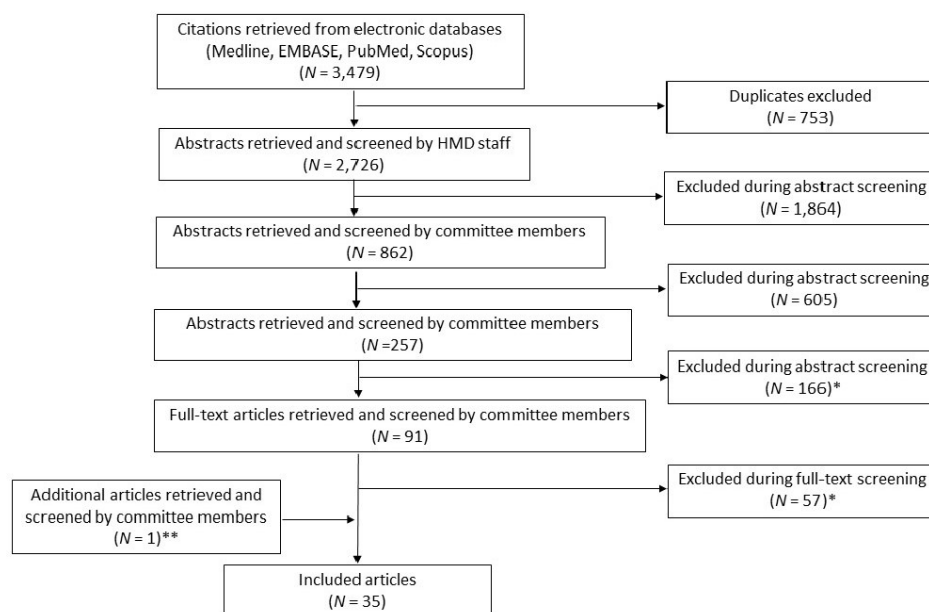 Citations retrieved from electronic databases
(Medline, EMBASE, PubMed, Scopus)
(N = 3,479)
Duplicates excluded
(N = 753)
Abstracts retrieved and screened by HMD staff
(N = 2,726)
Excluded during abstract screening
(N = 1,864)
Abstracts retrieved and screened by committee members
(N = 862)
Excluded during abstract screening
(N = 605)
Abstracts retrieved and screened by committee members
(N =257)
Excluded during abstract screening
(N = 166)*
Full-text articles retrieved and screened by committee members
(N = 91)
Excluded during full-text screening
(N = 57)*
Additional articles retrieved and
screened by committee members
(N = 1)**
Included articles
(N = 35)